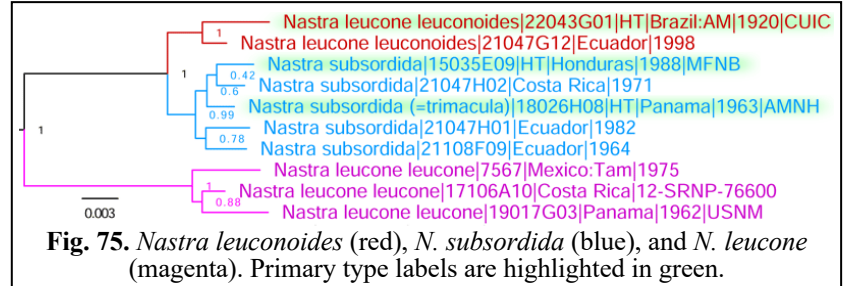 Nastra leucone leuconoides|22043G01|HT|Brazil:AM|1920|CUIC
1
Nastra leucone leuconoides|21047G12|Ecuador|1998
Nastra subsordida|15035E09|HT|Honduras|1988|MFNB
1
0.42
Nastra subsordida|21047H02|Costa Rica|1971
0.6
Nastra subsordida (=trimacula)|18026H08|HT|Panama|1963|AMNH
0.99
Nastra subsordida|21047H01|Ecuador|1982
1
0.78
Nastra subsordida|21108F09|Ecuador|1964
Nastra leucone leucone|7567|Mexico:Tam|1975
1
Nastra leucone leucone|17106A10|Costa Rica|12-SRNP-76600
0.88
Nastra leucone leucone|19017G03|Panama|1962|USNM
0.003
Fig. 75. Nastra leuconoides (red), N. subsordida (blue), and N. leucone
(magenta). Primary type labels are highlighted in green.